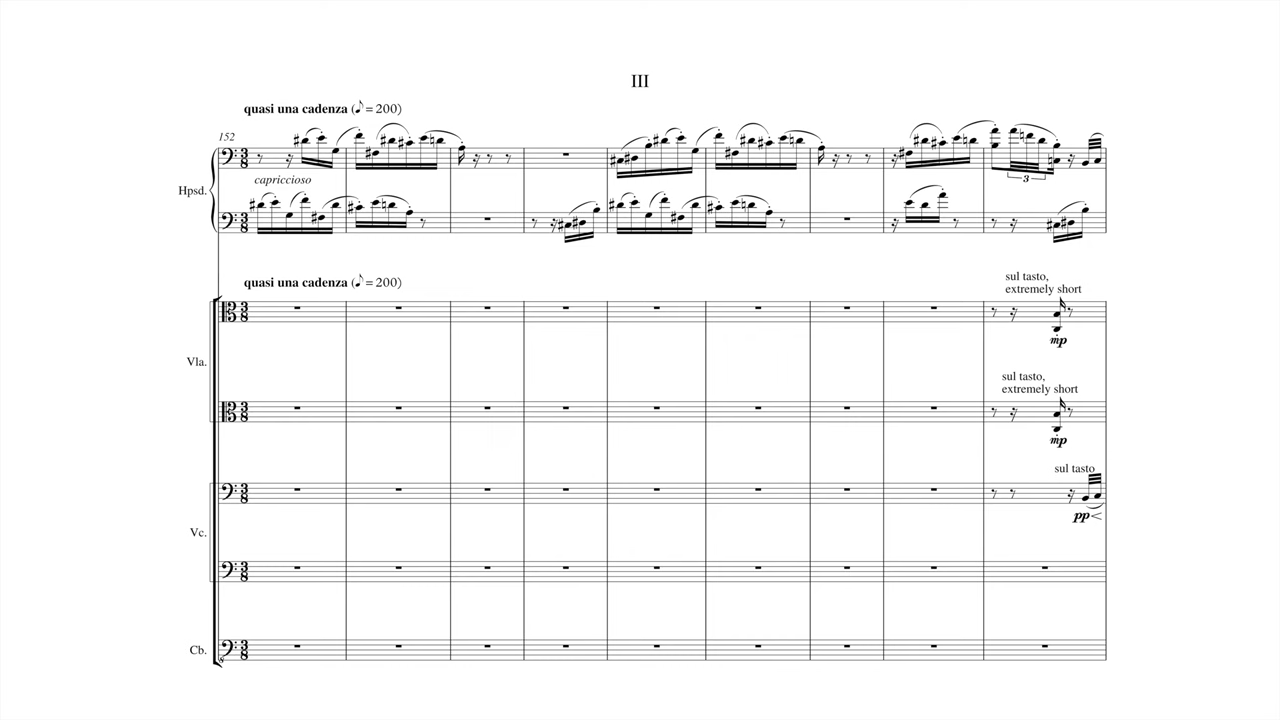 III
quasi una cadenza (♪ = 200)
152
capriccioso
Hpsd.
3
quasi una cadenza (♪ = 200)
sul tasto,
extremely short
mp
Vla.
sul tasto,
extremely short
mp
sul tasto
pp
Vc.
Cb.